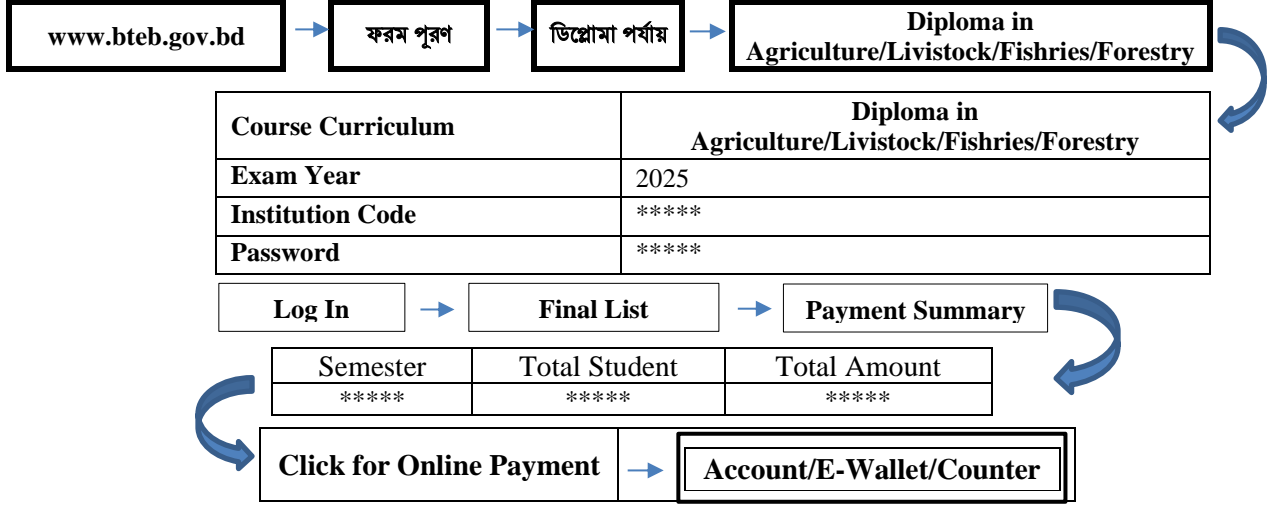 www.bteb.gov.bd
ফরম পূরণ
ডিপ্লোমা পর্যায়
Diploma in
Agriculture/Livistock/Fishries/Forestry
Course Curriculum
Diploma in
Agriculture/Livistock/Fishries/Forestry
Exam Year
2025
Institution Code
*****
Password
*****
Log In
Final List
Payment Summary
Semester
Total Student
Total Amount
*****
*****
*****
Click for Online Payment
Account/E-Wallet/Counter